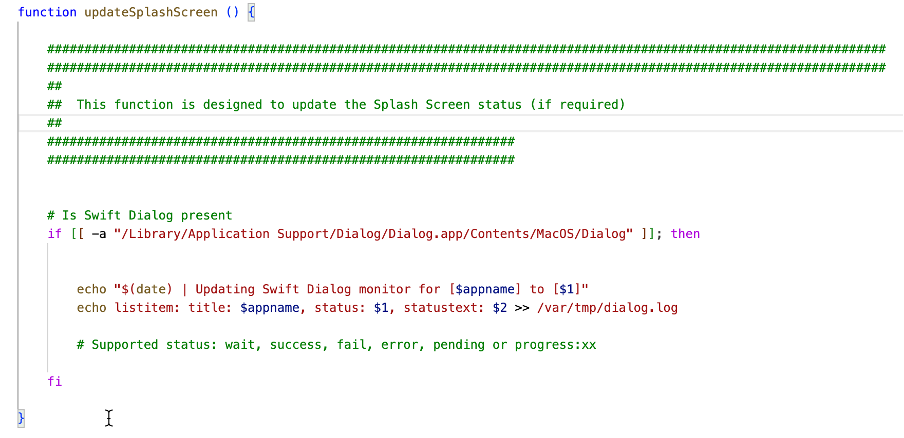 function updateSplashScreen () {
#################################################################################################################
#################################################################################################################
##
## This function is designed to update the Splash Screen status (if required)
##
###############################################################
###############################################################
# Is Swift Dialog present
if [[ -a "/Library/Application Support/Dialog/Dialog.app/Contents/MacOS/Dialog" ]]; then
echo "$(date) | Updating Swift Dialog monitor for [$appname] to [$1]"
echo listitem: title: $appname, status: $1, statustext: $2 >> /var/tmp/dialog.log
# Supported status: wait, success, fail, error, pending or progress:xx
fi
}